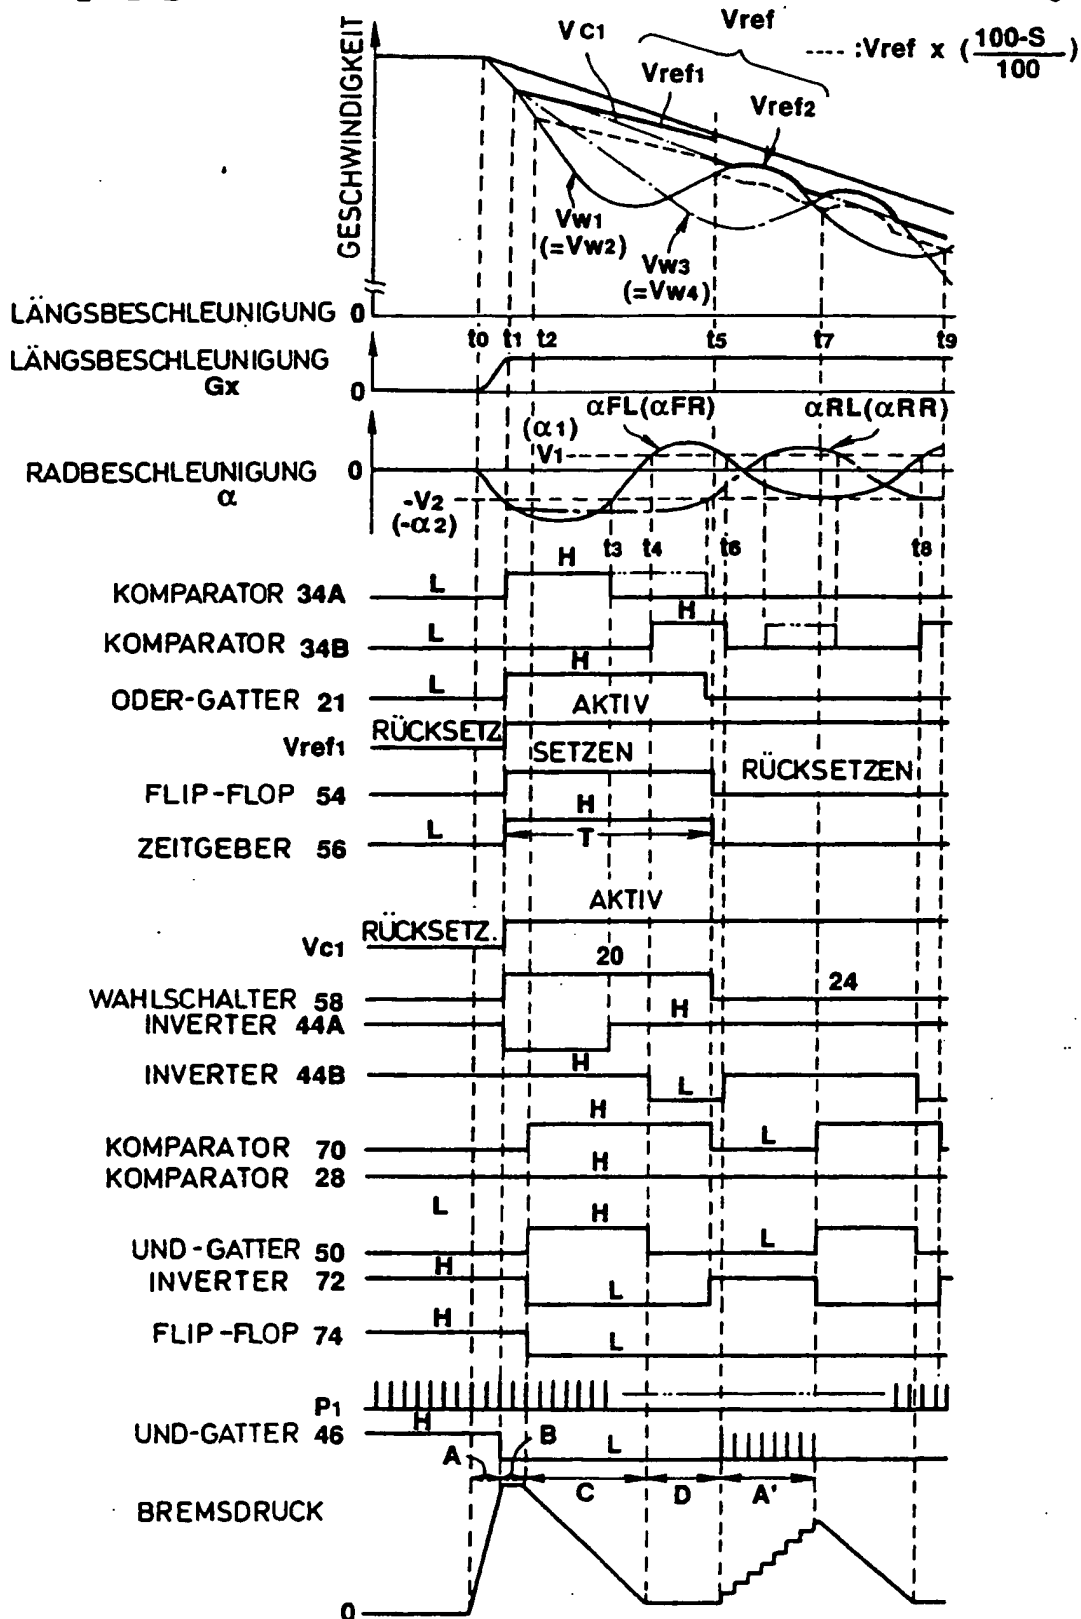 Vref
Vc1
---- :Vref x (100-S
100)
Vref1
Vref2
GESCHWINDIGKEIT
Vw1
(=Vw2)
Vw3
(=Vw4)
LÄNGSBESCHLEUNIGUNG 0
t0 t1 t2 t5 t7 t9
LÄNGSBESCHLEUNIGUNG
Gx
0
αFL(αFR) αRL(αRR)
(α1)
V1
RADBESCHLEUNIGUNG 0
α
-V2
(-α2)
t3 t4 t6 t8
H
L
KOMPARATOR 34A
H
L
KOMPARATOR 34B
H
L
ODER-GATTER 21
AKTIV
RÜCKSETZ
Vref1
SETZEN
RÜCKSETZEN
FLIP-FLOP 54
H
L
T
ZEITGEBER 56
AKTIV
RÜCKSETZ.
Vc1
20
24
WAHLSCHALTER 58
H
INVERTER 44A
H
INVERTER 44B
L
H
L
KOMPARATOR 70
H
KOMPARATOR 28
L
H
L
UND-GATTER 50
H
INVERTER 72
L
H
FLIP-FLOP 74
L
P1
H
UND-GATTER 46
L
A B
C D A'
BREMSDRUCK
0